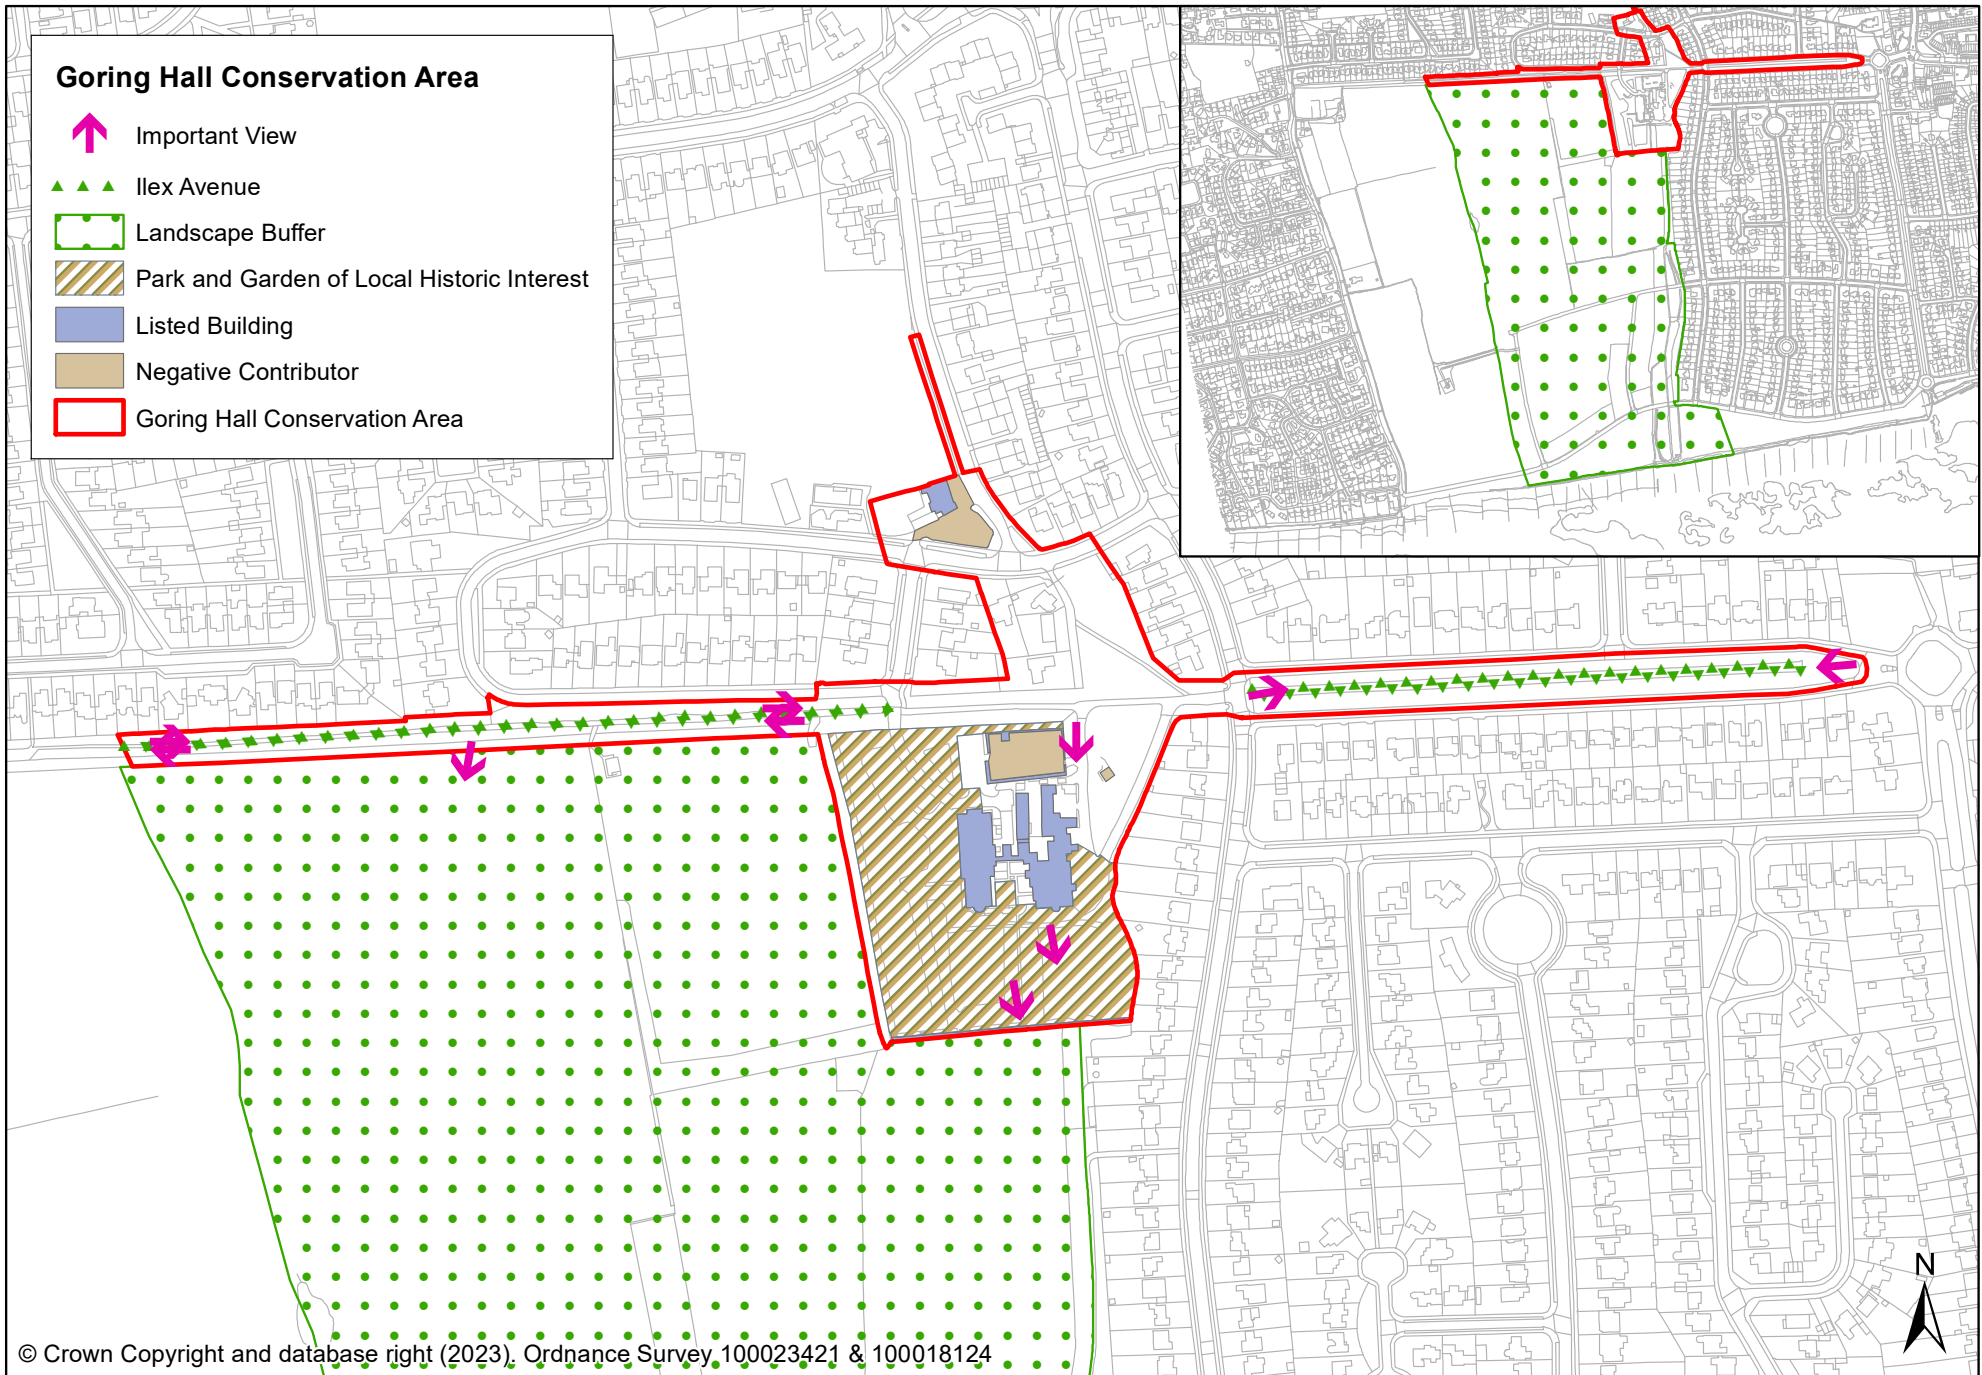 Goring Hall Conservation Area
Important View
Ilex Avenue
Landscape Buffer
Park and Garden of Local Historic Interest
Listed Building
Negative Contributor
Goring Hall Conservation Area
N
© Crown Copyright and database right (2023). Ordnance Survey 100023421 & 100018124